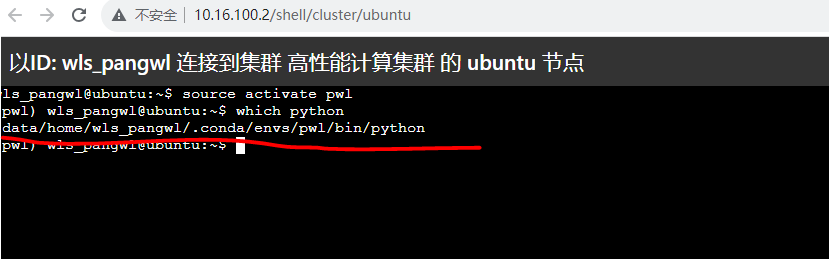 不安全 | 10.16.100.2/shell/cluster/ubuntu
以ID: wls_pangwl 连接到集群 高性能计算集群 的 ubuntu 节点
wls_pangwl@ubuntu:~$ source activate pwl
pwl) wls_pangwl@ubuntu:~$ which python
data/home/wls_pangwl/.conda/envs/pwl/bin/python
pwl) wls_pangwl@ubuntu:~$